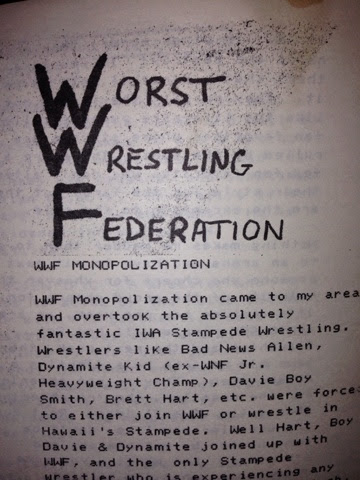 WORST
WRESTLING
FEDERATION
WWF MONOPOLIZATION
WWF Monopolization came to my area
and overtook the absolutely
fantastic IWA Stampede Wrestling.
Wrestlers like Bad News Allen,
Dynamite Kid (ex-WNF Jr.
Heavyweight Champ), Davie Boy
Smith, Brett Hart, etc. were force
to either join WWF or wrestle in
Hawaii's Stampede. Well Hart, Boy
Davie & Dynamite joined up with
WWF, and the only Stampede
wrestler who is experiencing any